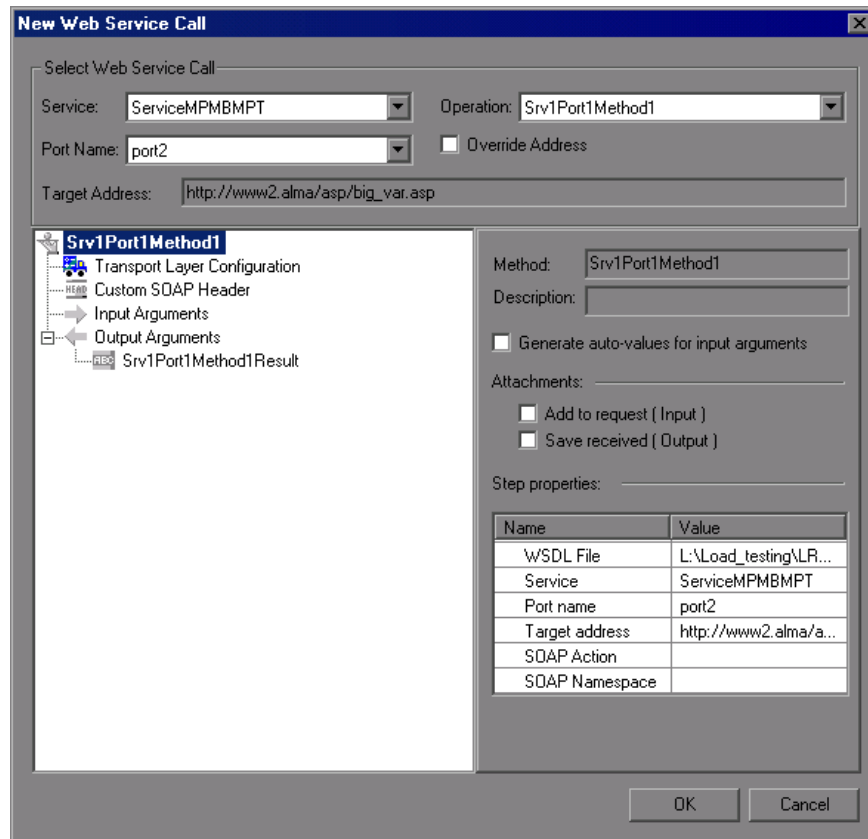 New Web Service Call
Select Web Service Call
Service: ServiceMPMBMPT Operation: Srv1Port1Method1
Port Name: port2 Override Address
Target Address: http://www2.alma/asp/big_var.asp
Srv1Port1Method1
Transport Layer Configuration
HEAD Custom SOAP Header
Input Arguments
Output Arguments
ABC Srv1Port1Method1Result
Method: Srv1Port1Method1
Description:
Generate auto-values for input arguments
Attachments:
Add to request ( Input )
Save received ( Output )
Step properties:
Name Value
WSDL File L:\Load_testing\LR...
Service ServiceMPMBMPT
Port name port2
Target address http://www2.alma/a...
SOAP Action
SOAP Namespace
OK Cancel